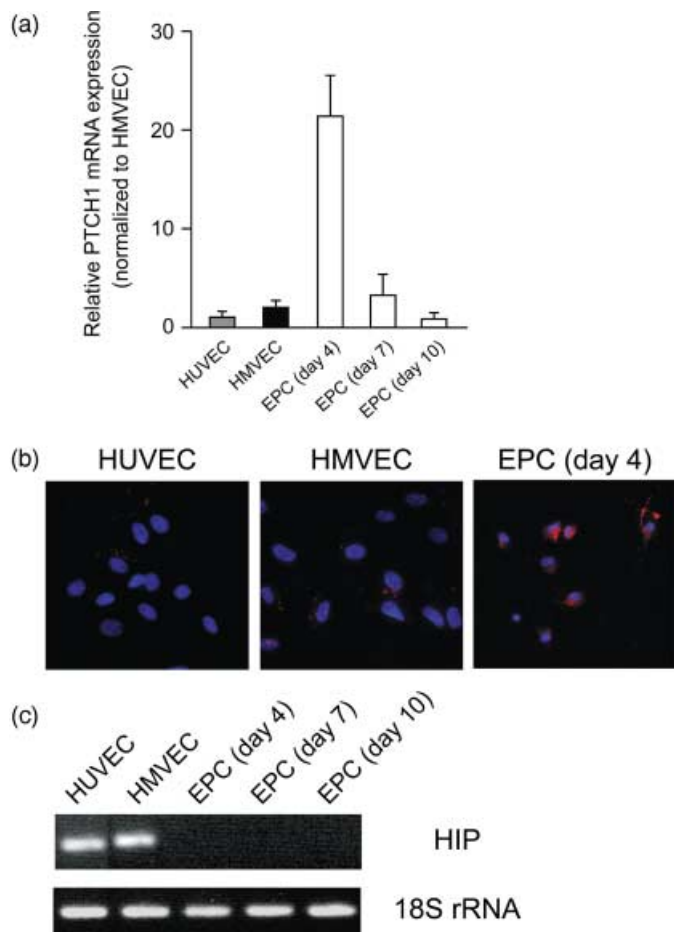 (a)
Relative PTCH1 mRNA expression
(normalized to HMVEC)
30
20
10
0
HUVEC
HMVEC
EPC (day 4)
EPC (day 7)
EPC (day 10)
(b)
HUVEC
HMVEC
EPC (day 4)
(c)
HUVEC
HMVEC
EPC (day 4)
EPC (day 7)
EPC (day 10)
HIP
18S rRNA